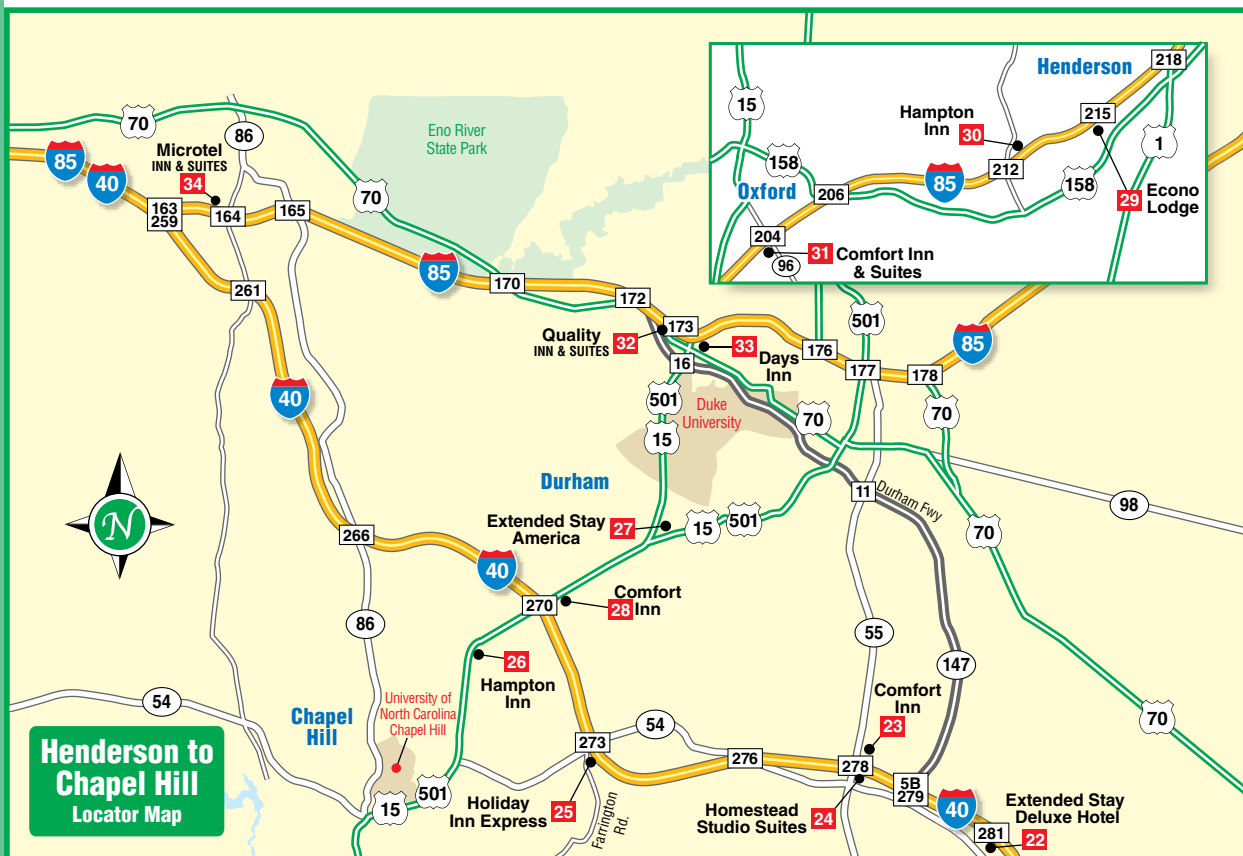 70
86
Eno River
State Park
Microtel
INN & SUITES
34
85
40
163
259
164
165
70
85
170
172
261
40
Quality
INN & SUITES
32
173
33
Days
Inn
16
176
501
177
178
85
501
15
Duke
University
70
70
Durham
11
Durham Fwy
98
70
Extended Stay
America
27
15
501
266
40
270
28
Comfort
Inn
86
26
Hampton
Inn
55
147
54
Chapel
Hill
University of
North Carolina
Chapel Hill
273
54
276
Comfort
Inn
23
278
5B
279
70
15
501
Holiday
Inn Express
25
Farrington
Rd.
Homestead
Studio Suites
24
40
Extended Stay
Deluxe Hotel
281
22
N
Henderson to
Chapel Hill
Locator Map
Henderson
218
15
Hampton
Inn
30
215
1
158
212
85
158
Oxford
206
29
Econo
Lodge
204
31
Comfort Inn
& Suites
96